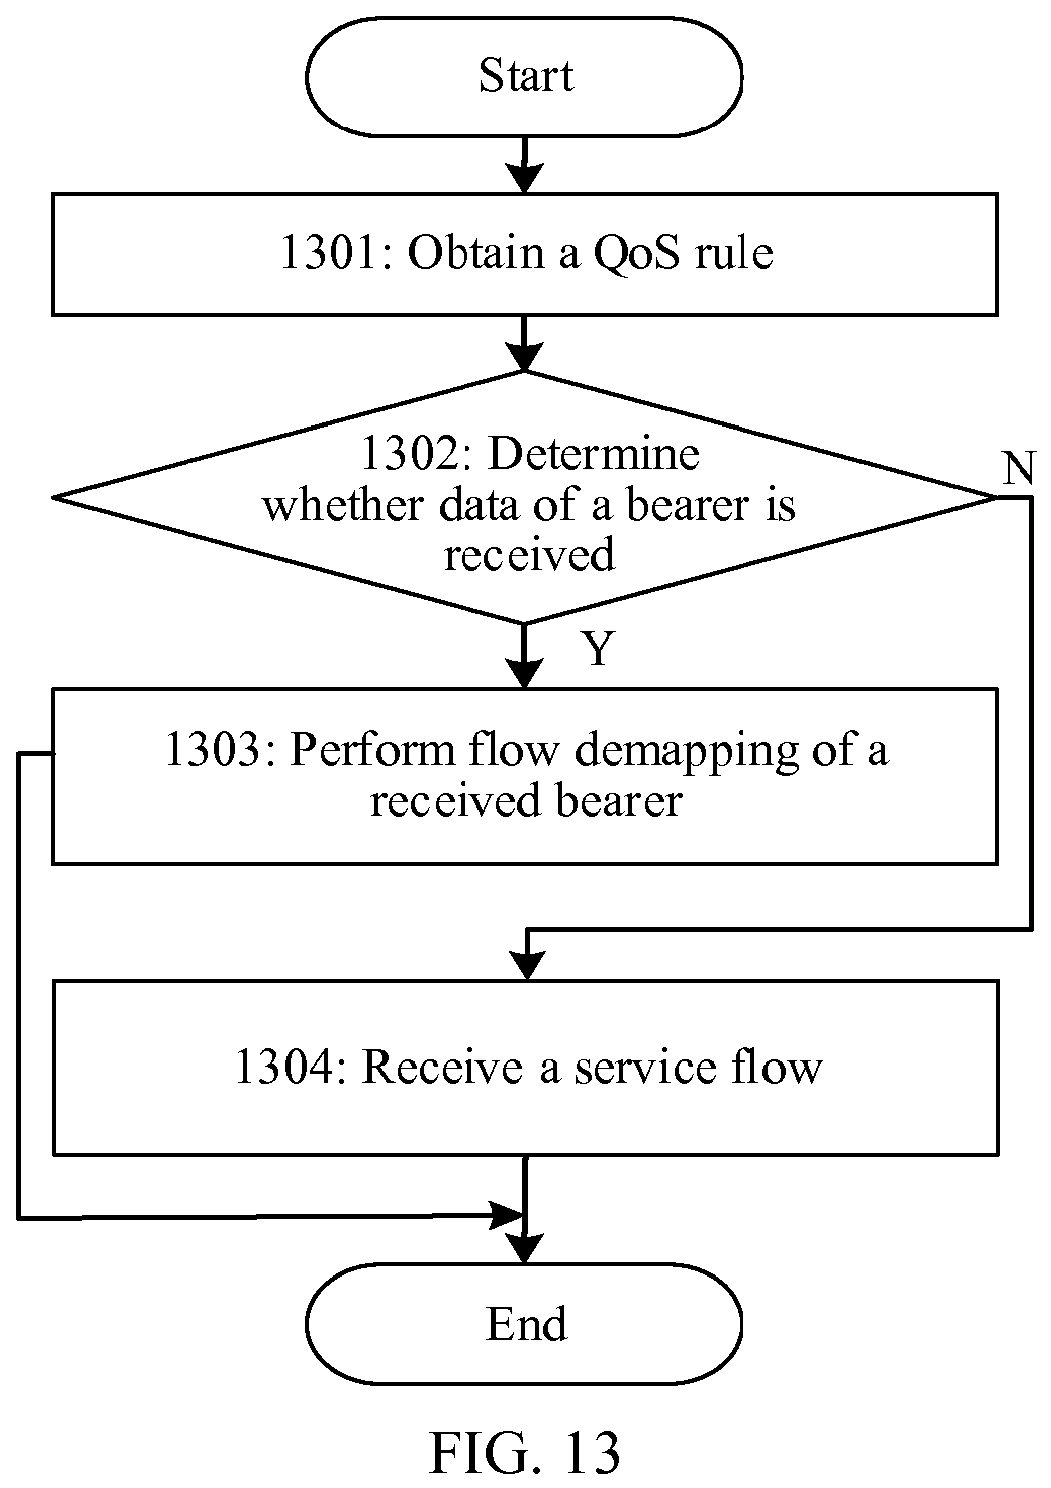 Start
1301: Obtain a QoS rule
1302: Determine
whether data of a bearer is
received
N
Y
1303: Perform flow demapping of a
received bearer
1304: Receive a service flow
End
FIG. 13